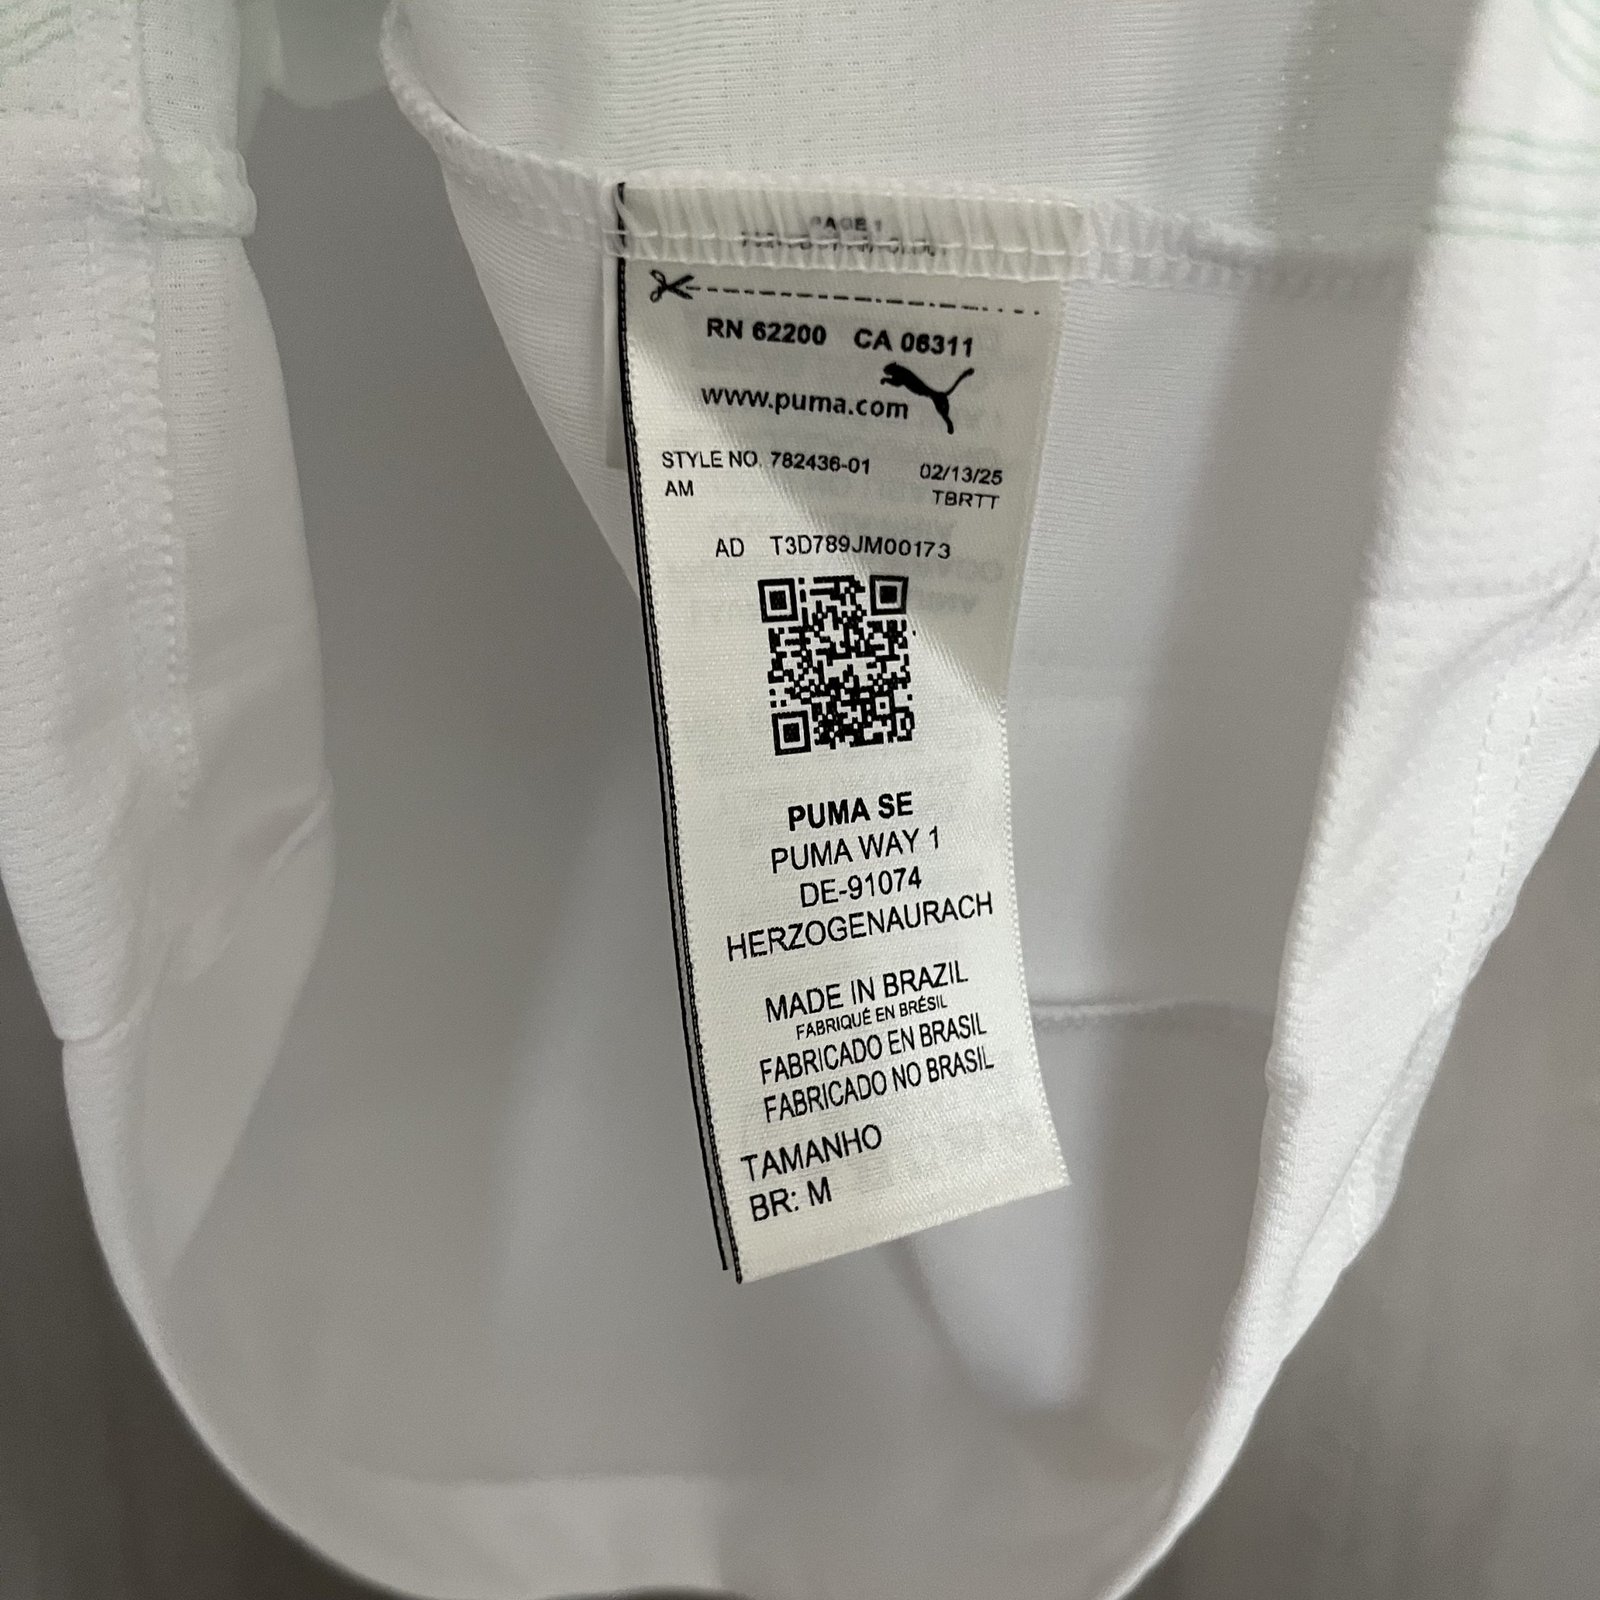 PAGE 1
RN 62200 CA 06311
www.puma.com
STYLE NO. 782436-01 02/13/25
AM TBRTT
AD T3D789JM00173
PUMA SE
PUMA WAY 1
DE-91074
HERZOGENAURACH
MADE IN BRAZIL
FABRIQUÉ EN BRÉSIL
FABRICADO EN BRASIL
FABRICADO NO BRASIL
TAMANHO
BR: M